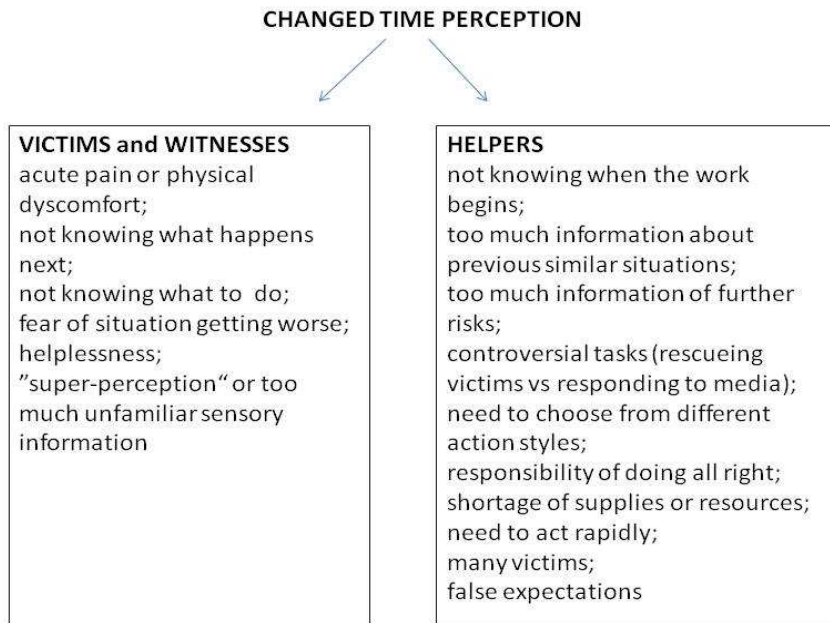 CHANGED TIME PERCEPTION
VICTIMS and WITNESSES
acute pain or physical
dyscomfort;
not knowing what happens
next;
not knowing what to do;
fear of situation getting worse;
helplessness;
”super-perception“ or too
much unfamiliar sensory
information
HELPERS
not knowing when the work
begins;
too much information about
previous similar situations;
too much information of further
risks;
controversial tasks (rescueing
victims vs responding to media);
need to choose from different
action styles;
responsibility of doing all right;
shortage of supplies or resources;
need to act rapidly;
many victims;
false expectations